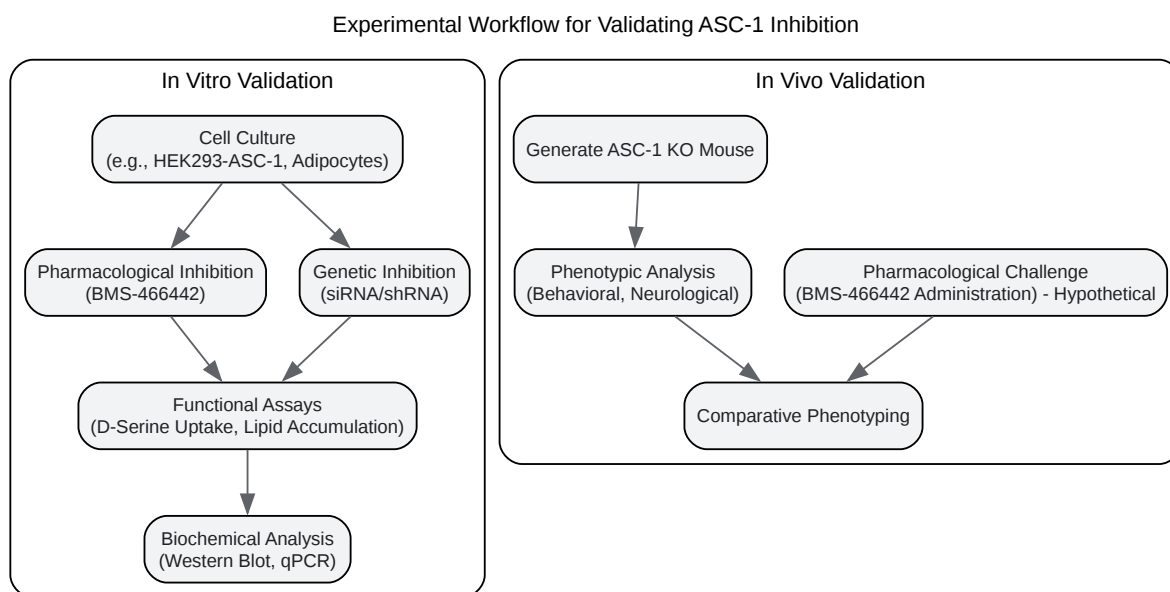 Experimental Workflow for Validating ASC-1 Inhibition
In Vitro Validation
Cell Culture
(e.g., HEK293-ASC-1, Adipocytes)
Pharmacological Inhibition
(BMS-466442)
Genetic Inhibition
(siRNA/shRNA)
Functional Assays
(D-Serine Uptake, Lipid Accumulation)
Biochemical Analysis
(Western Blot, qPCR)
In Vivo Validation
Generate ASC-1 KO Mouse
Phenotypic Analysis
(Behavioral, Neurological)
Pharmacological Challenge
(BMS-466442 Administration) - Hypothetical
Comparative Phenotyping